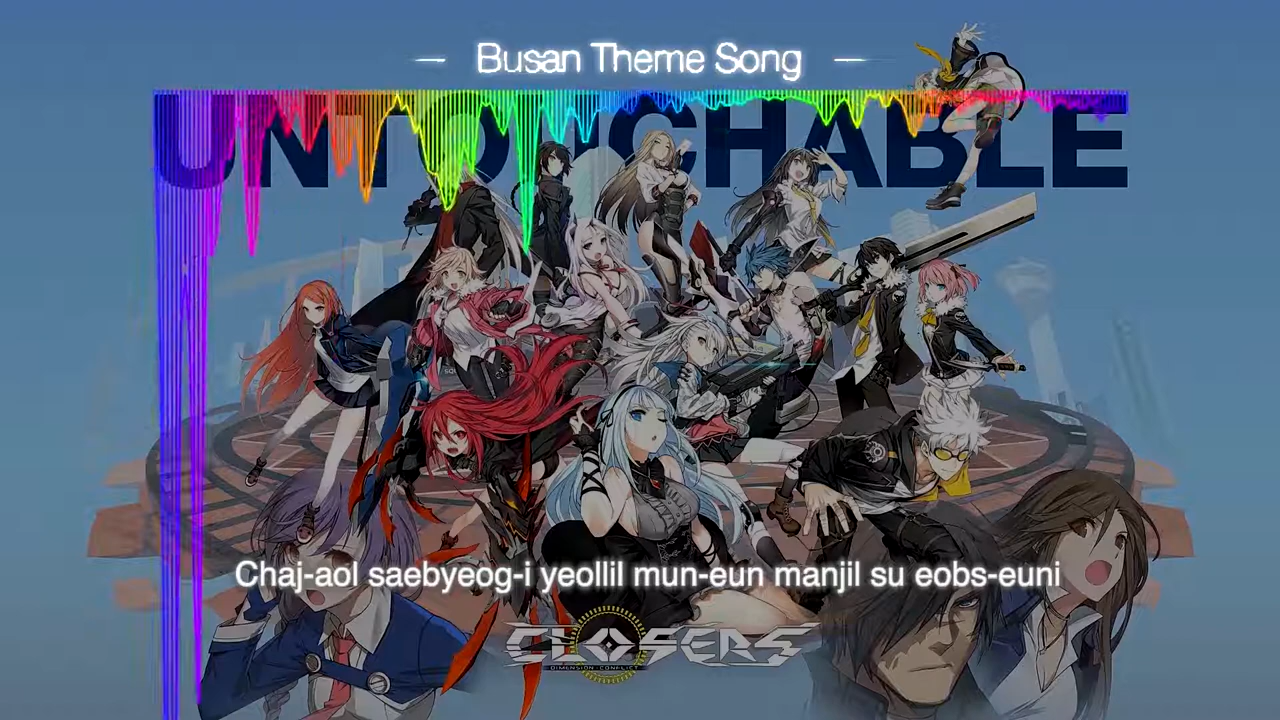 Busan Theme Song
UNTOUCHABLE
Chaj-aol saebyeog-i yeollil mun-eun manjil su eobs-euni
CLOSERS
DIMENSION CONFLICT